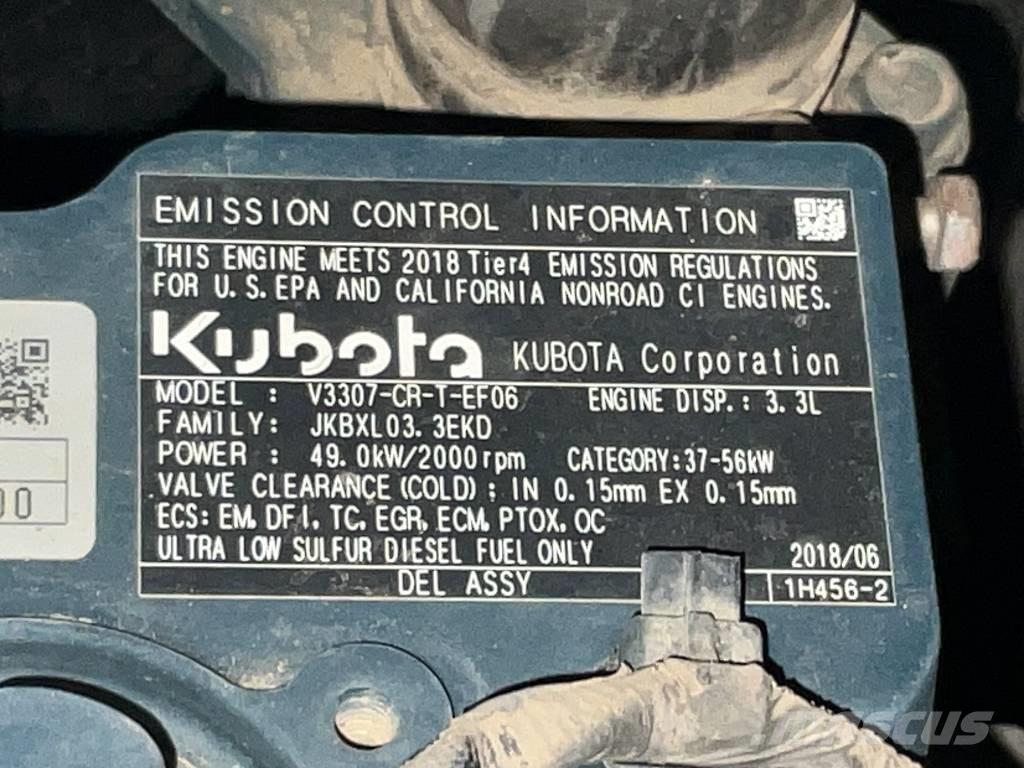 EMISSION CONTROL INFORMATION
THIS ENGINE MEETS 2018 Tier4 EMISSION REGULATIONS
FOR U.S.EPA AND CALIFORNIA NONROAD CI ENGINES.
Kubota KUBOTA Corporation
MODEL : V3307-CR-T-EF06 ENGINE DISP.: 3.3L
FAMILY: JKBXL03.3EKD
POWER : 49.0kW/2000rpm CATEGORY:37-56kW
VALVE CLEARANCE(COLD): IN 0.15mm EX 0.15mm
ECS: EM, DFI, TC, EGR, ECM, PTOX, OC
ULTRA LOW SULFUR DIESEL FUEL ONLY 2018/06
DEL ASSY 1H456-2
00
mascus